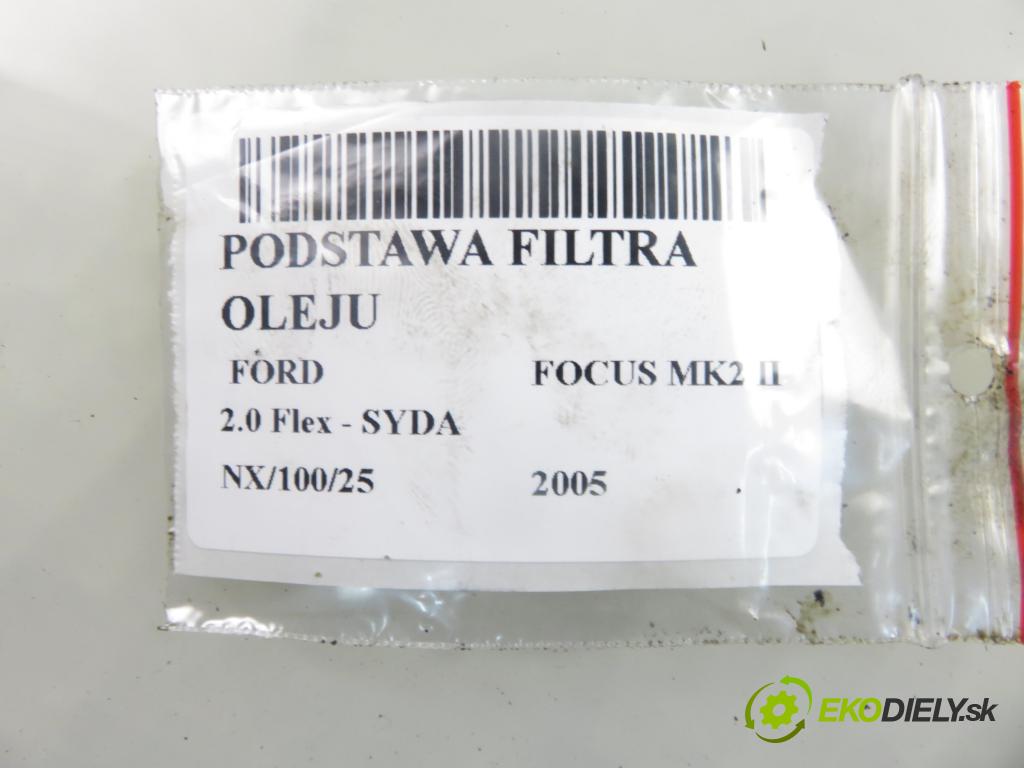 PODSTAWA FILTRA
OLEJU
FORD FOCUS MK2 II
2.0 Flex - SYDA
NX/100/25 2005
EKODIELY.sk